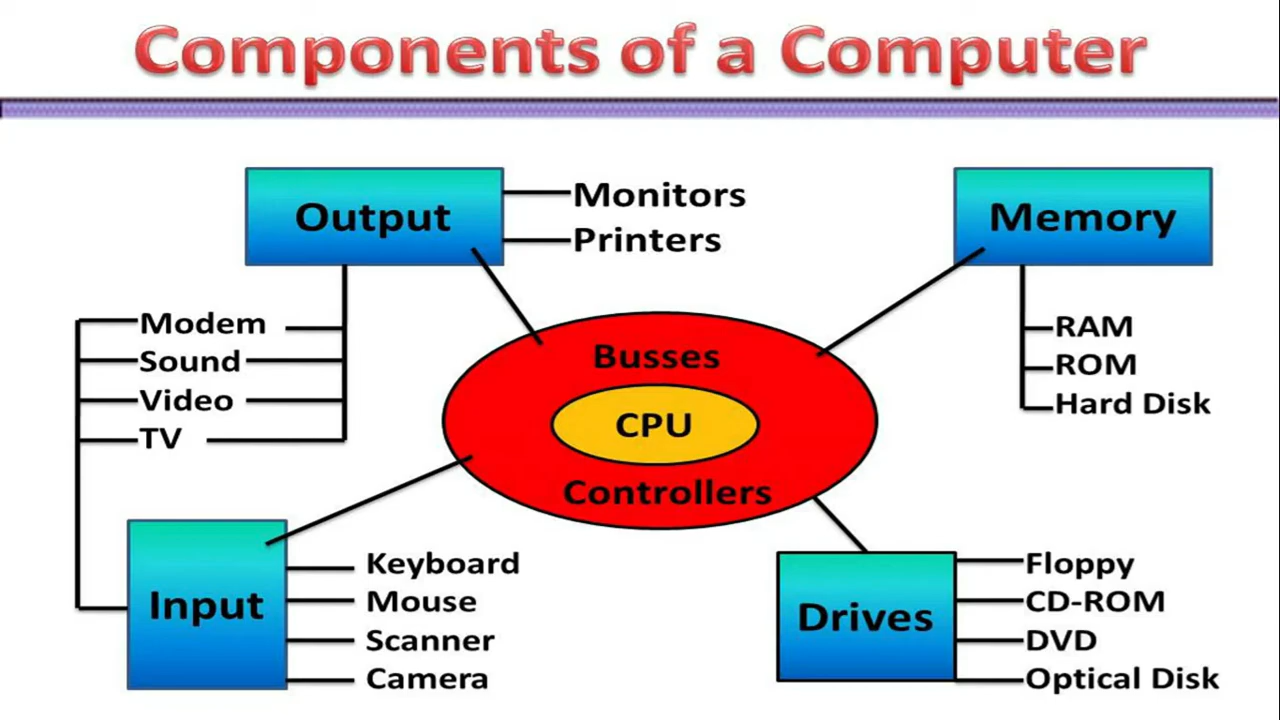 Components of a Computer
Output
Monitors
Printers
Memory
Modem
Sound
Video
TV
RAM
ROM
Hard Disk
Busses
CPU
Controllers
Input
Keyboard
Mouse
Scanner
Camera
Drives
Floppy
CD-ROM
DVD
Optical Disk